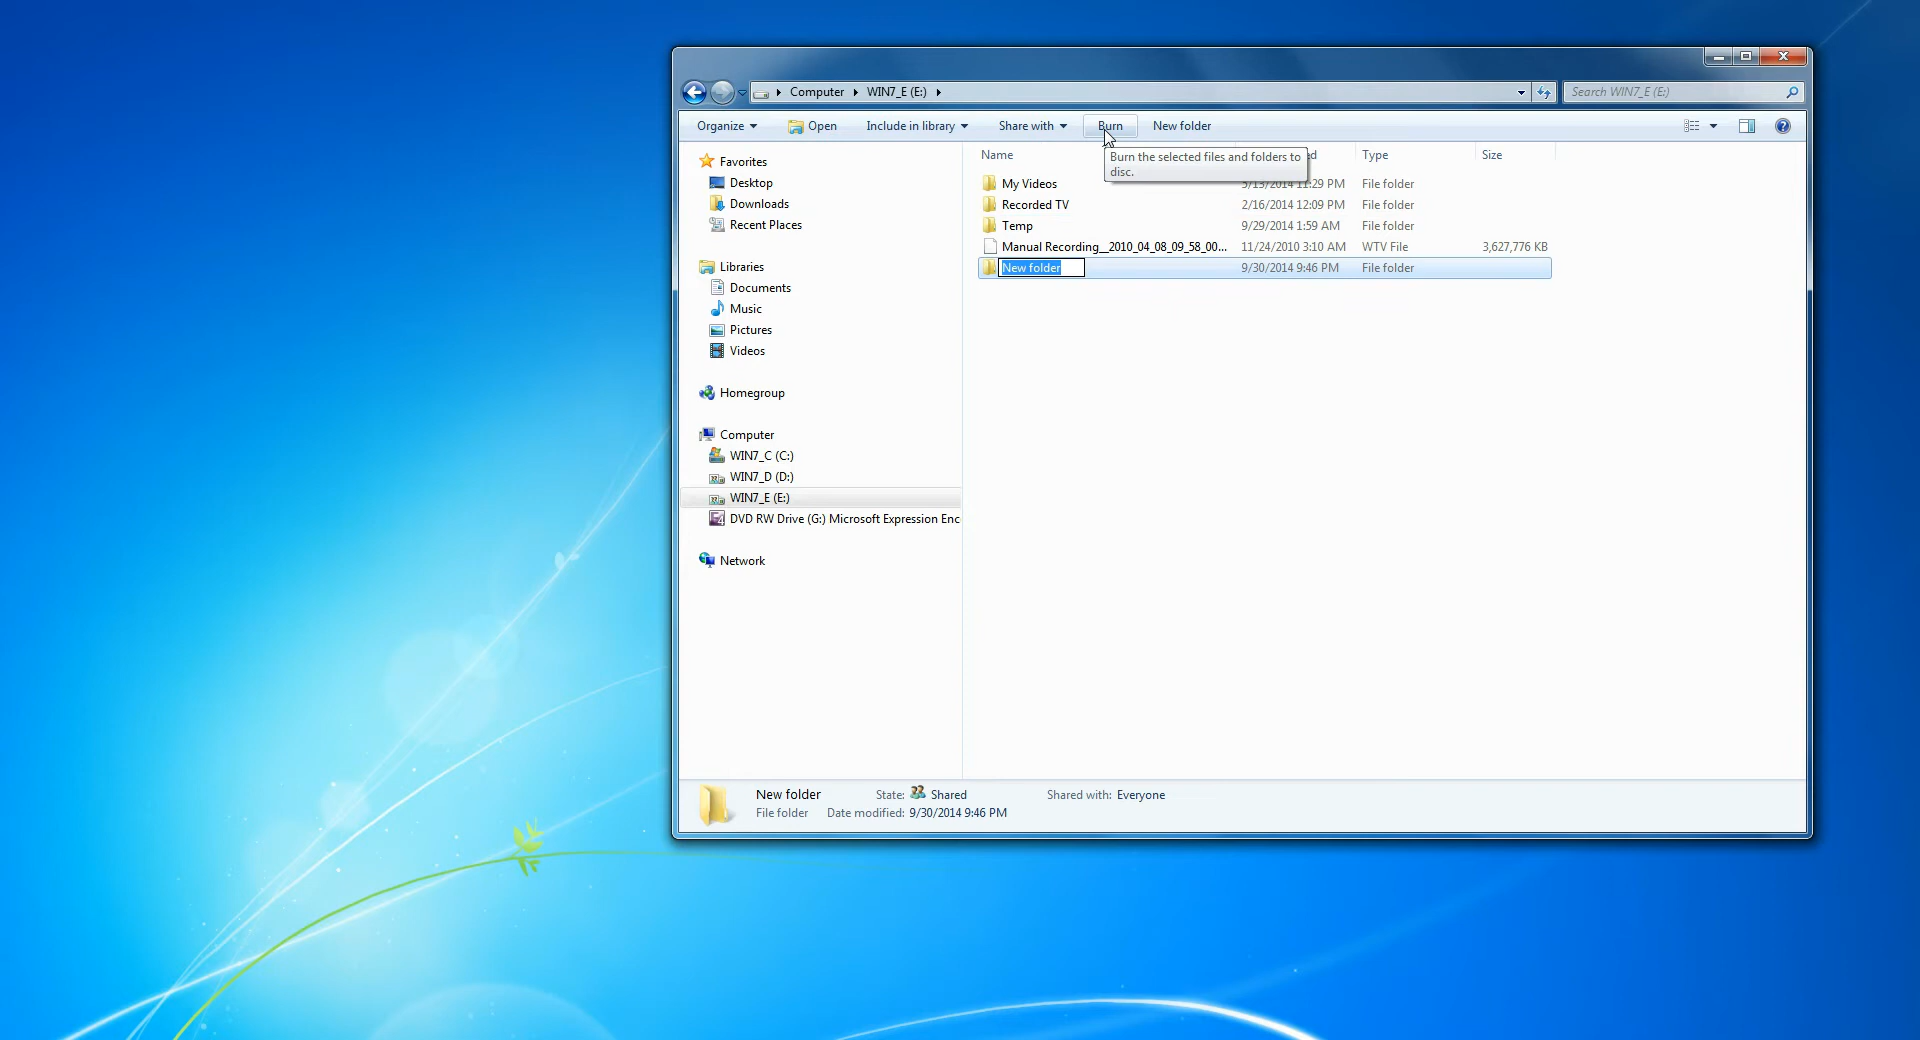 Computer WIN7_E (E:)
Search WIN7_E (E:)
Organize Open Include in library Share with Burn New folder
Burn the selected files and folders to
disc.
Favorites
Desktop
Downloads
Recent Places
Libraries
Documents
Music
Pictures
Videos
Homegroup
Computer
WIN7_C (C:)
WIN7_D (D:)
WIN7_E (E:)
DVD RW Drive (G:) Microsoft Expression Enc
Network
Name Type Size
My Videos 5/13/2014 11:29 PM File folder
Recorded TV 2/16/2014 12:09 PM File folder
Temp 9/29/2014 1:59 AM File folder
Manual Recording__2010_04_08_09_58_00... 11/24/2010 3:10 AM WTV File 3,627,776 KB
New folder 9/30/2014 9:46 PM File folder
New folder State: Shared Shared with: Everyone
File folder Date modified: 9/30/2014 9:46 PM